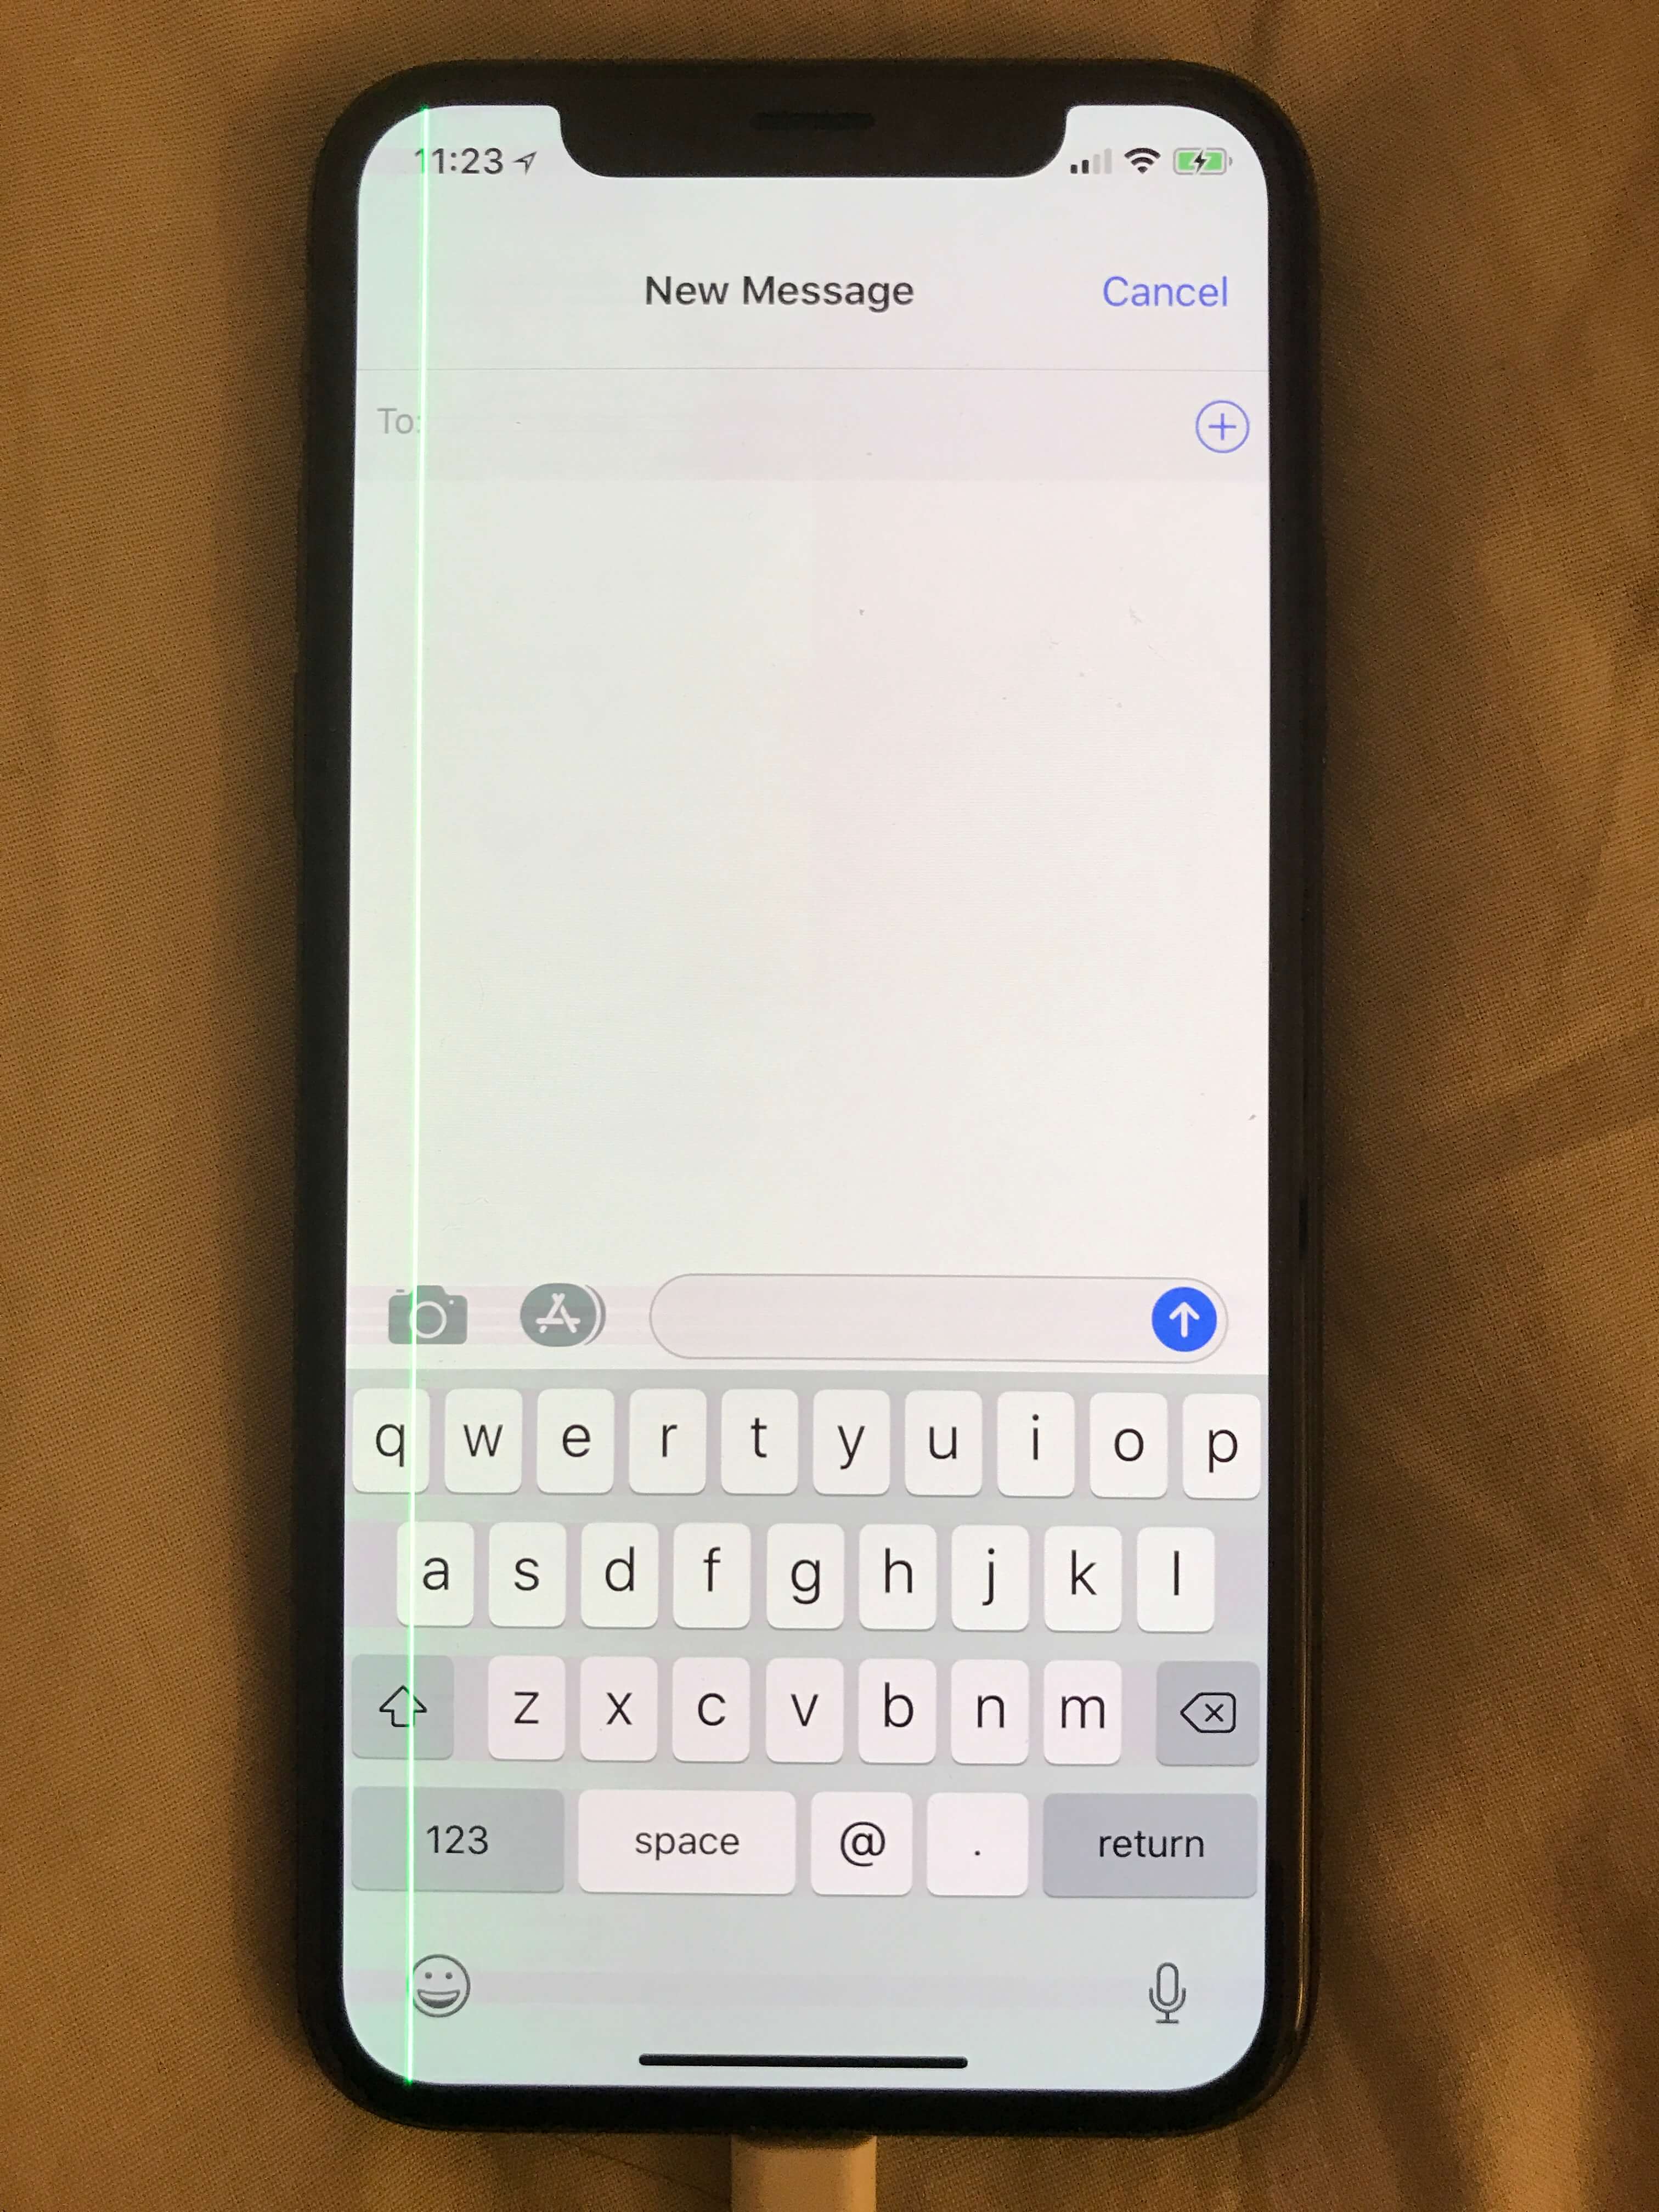 11:23
New Message Cancel
To:
q w e r t y u i o p
a s d f g h j k l
z x c v b n m
123 space @ . return